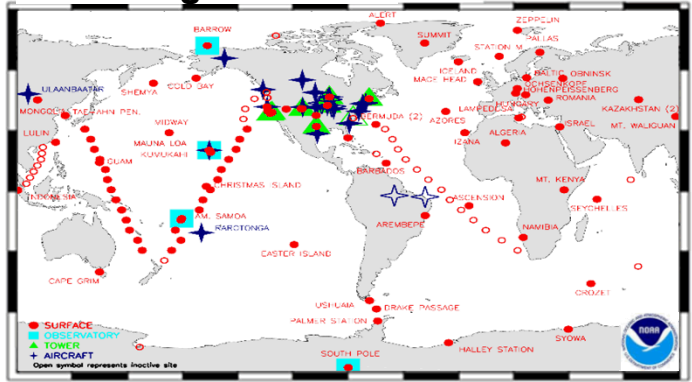 ALERT
ZEPPELIN
BARROW
SUMMIT
PALLAS
STATION M
ICELAND
MACE HEAD
BALTIC
OBNINSK
OCHSENKOPF
HOHENPEISSENBERG
HUNGARY
ROMANIA
ULAANBAATAR
COLD BAY
SHEMYA
MONGOLIA
TAE-AHN PEN.
KAZAKHSTAN (2)
LAMPEDUSA
BERMUDA (2)
AZORES
MT. WALIGUAN
LULIN
MIDWAY
ISRAEL
MAUNA LOA
KUMUKAHI
IZANA
ALGERIA
GUAM
BARBADOS
CHRISTMAS ISLAND
MT. KENYA
INDONESIA
ASCENSION
SEYCHELLES
AM. SAMOA
RAROTONGA
AREMBEPE
NAMIBIA
EASTER ISLAND
CAPE GRIM
CROZET
USHUAIA
DRAKE PASSAGE
PALMER STATION
SURFACE
OBSERVATORY
TOWER
AIRCRAFT
Open symbol represents inactive site
SOUTH POLE
HALLEY STATION
SYOWA
NOAA